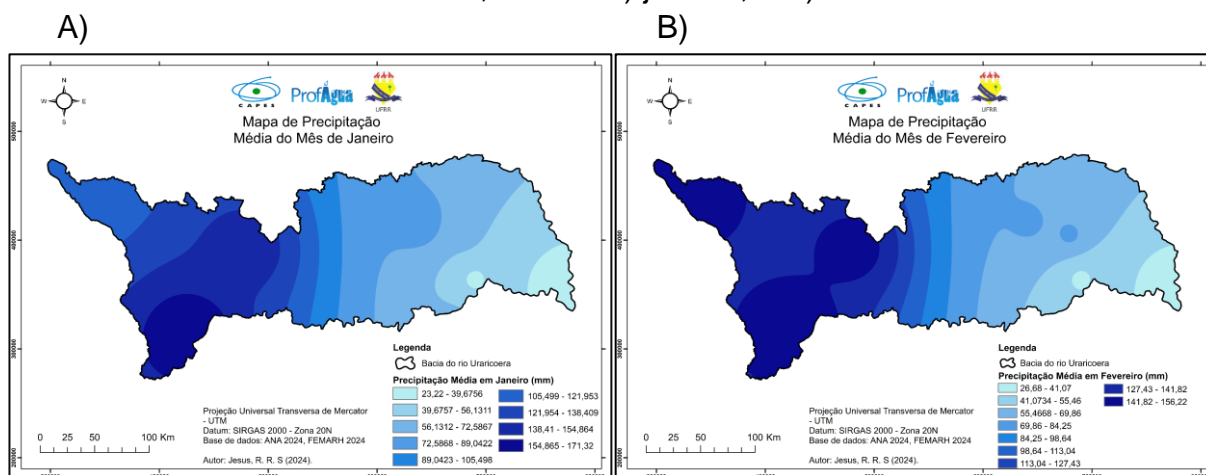 A)
B)
N
W
E
S
CAPES
ProfÁgua
UFRR
Mapa de Precipitação
Média do Mês de Janeiro
500000
400000
300000
200000
Legenda
Bacia do rio Uraricoera
Precipitação Média em Janeiro (mm)
23,22 - 39,6756
39,6757 - 56,1311
56,1312 - 72,5867
72,5868 - 89,0422
89,0423 - 105,498
105,499 - 121,953
121,954 - 138,409
138,41 - 154,864
154,865 - 171,32
Projeção Universal Transversa de Mercator
- UTM
Datum: SIRGAS 2000 - Zona 20N
Base de dados: ANA 2024, FEMARH 2024
Autor: Jesus, R. R. S (2024).
0 25 50 100 Km
N
W
E
S
CAPES
ProfÁgua
UFRR
Mapa de Precipitação
Média do Mês de Fevereiro
500000
400000
300000
200000
Legenda
Bacia do rio Uraricoera
Precipitação Média em Fevereiro (mm)
26,68 - 41,07
41,0734 - 55,46
55,4668 - 69,86
69,86 - 84,25
84,25 - 98,64
98,64 - 113,04
113,04 - 127,43
127,43 - 141,82
141,82 - 156,22
Projeção Universal Transversa de Mercator
- UTM
Datum: SIRGAS 2000 - Zona 20N
Base de dados: ANA 2024, FEMARH 2024
Autor: Jesus, R. R. S (2024).
0 25 50 100 Km